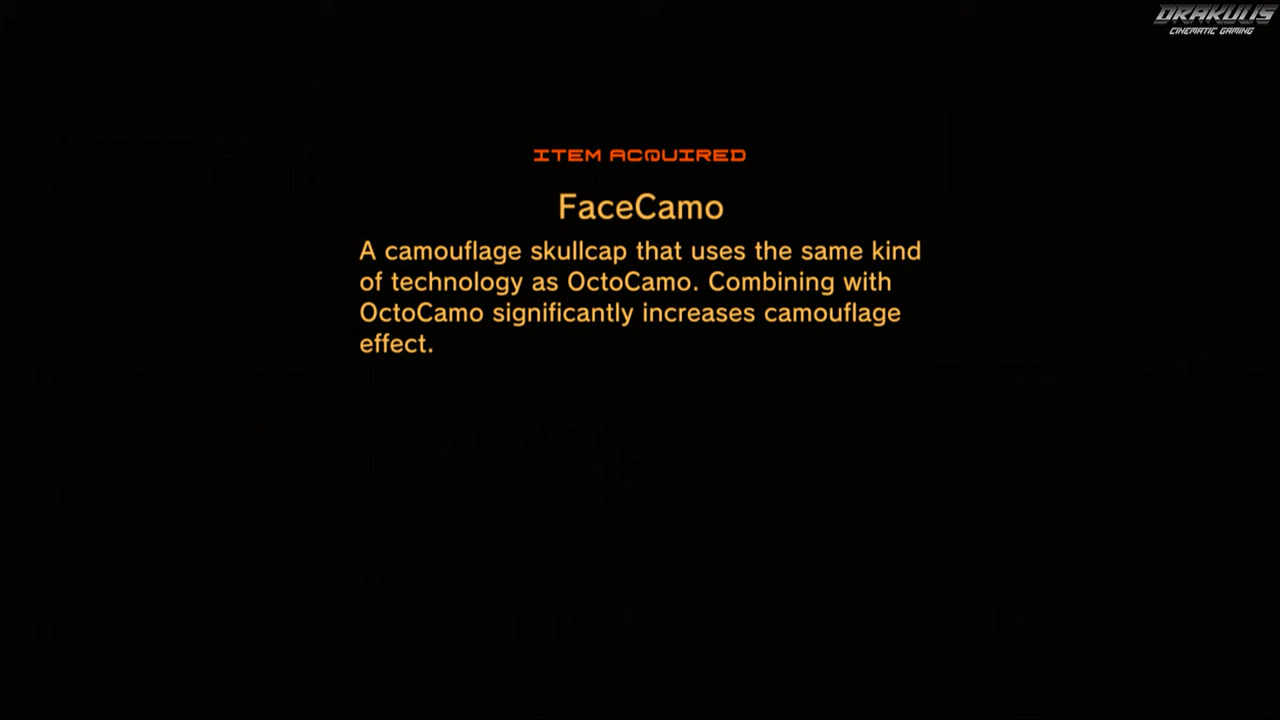 DRAKULIS
CINEMATIC GAMING
ITEM ACQUIRED
FaceCamo
A camouflage skullcap that uses the same kind
of technology as OctoCamo. Combining with
OctoCamo significantly increases camouflage
effect.